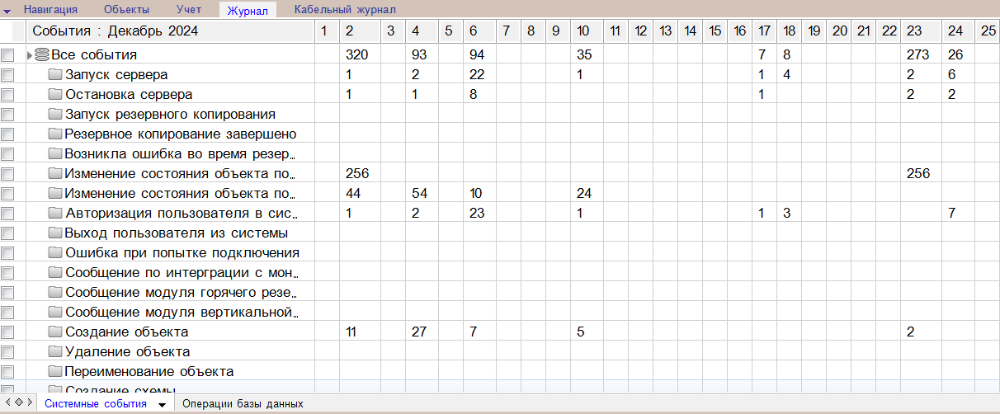 Навигация Объекты Учет Журнал Кабельный журнал
События : Декабрь 2024 1 2 3 4 5 6 7 8 9 10 11 12 13 14 15 16 17 18 19 20 21 22 23 24 25
Все события 320 93 94 35 7 8 273 26
Запуск сервера 1 2 22 1 1 4 2 6
Остановка сервера 1 1 8 1 2 2
Запуск резервного копирования
Резервное копирование завершено
Возникла ошибка во время резер...
Изменение состояния объекта по... 256 256
Изменение состояния объекта по... 44 54 10 24
Авторизация пользователя в сис... 1 2 23 1 1 3 7
Выход пользователя из системы
Ошибка при попытке подключения
Сообщение по интерграции с мон...
Сообщение модуля горячего резе...
Сообщение модуля вертикальной...
Создание объекта 11 27 7 5 2
Удаление объекта
Переименование объекта
Создание схемы
Системные события Операции базы данных